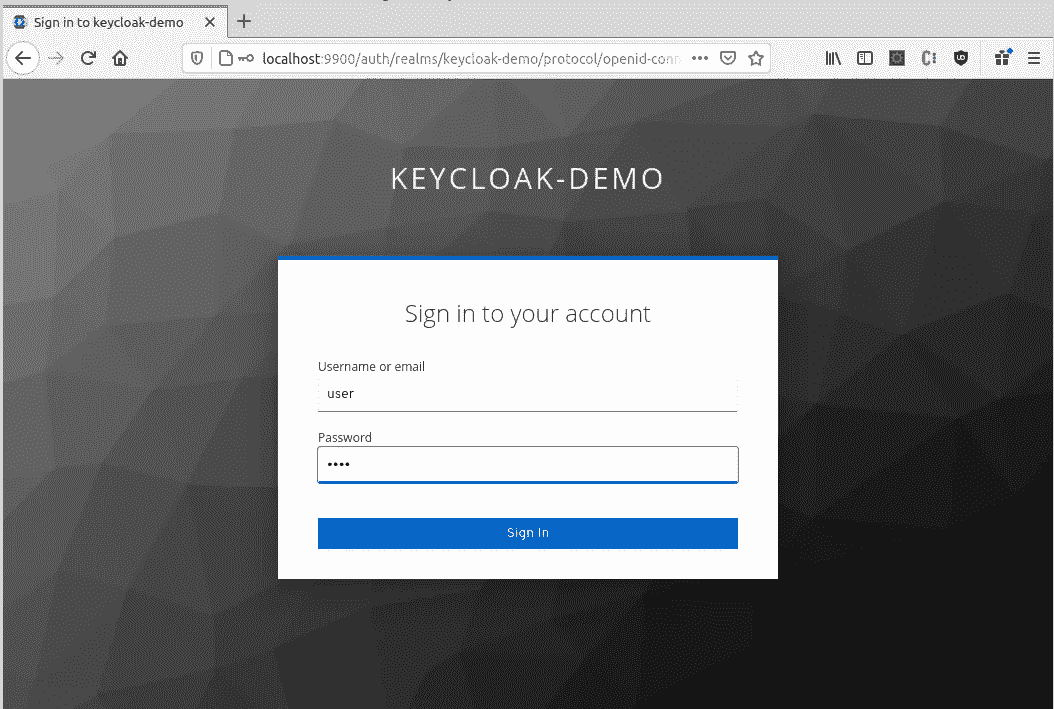 Sign in to keycloak-demo
localhost:9900/auth/realms/keycloak-demo/protocol/openid-conn
KEYCLOAK-DEMO
Sign in to your account
Username or email
user
Password
••••
Sign In